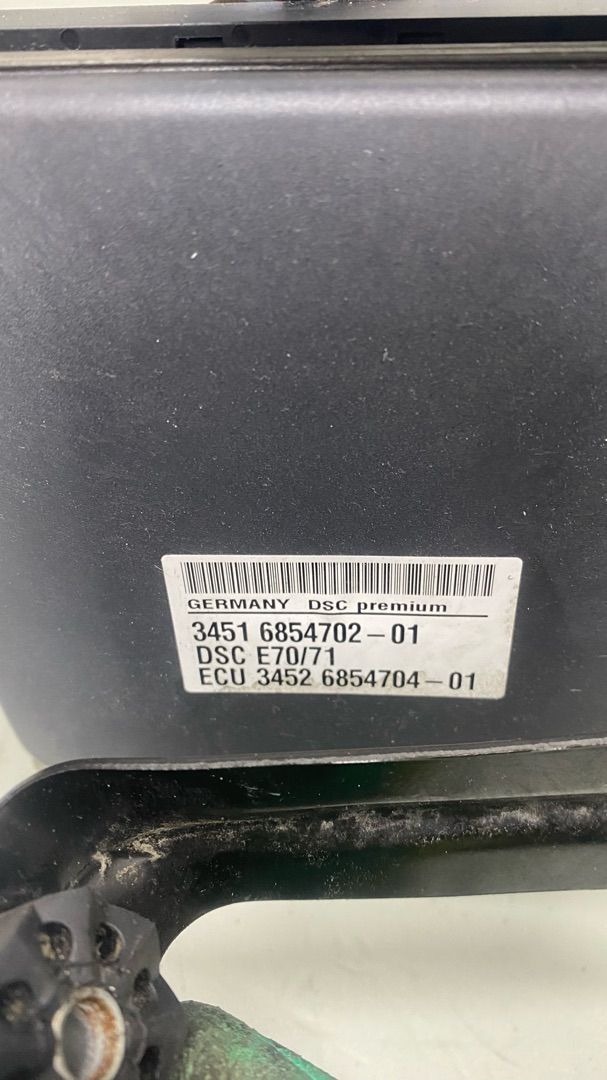 GERMANY DSC premium
3451 6854702-01
DSC E70/71
ECU 3452 6854704-01